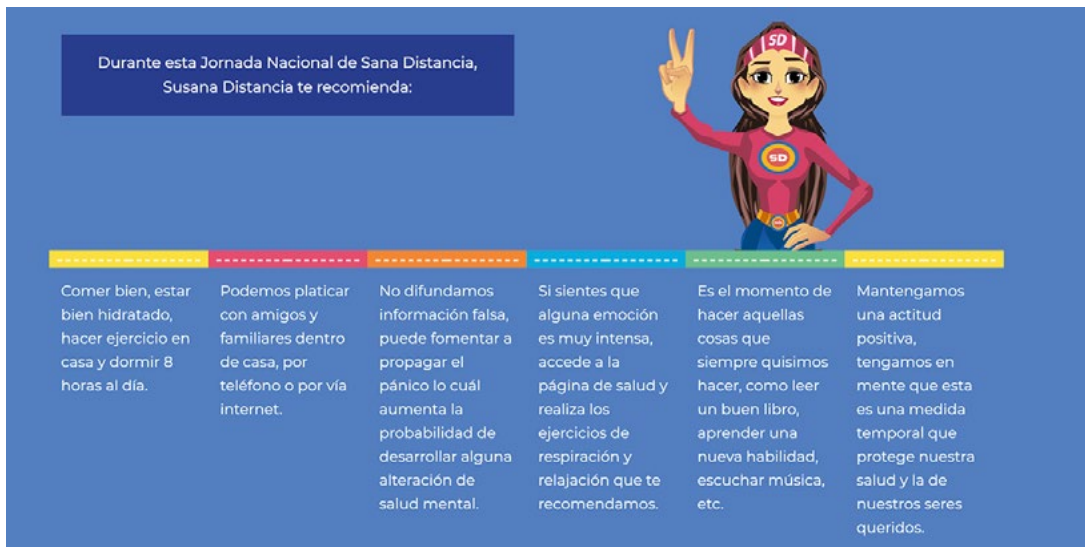 Durante esta Jornada Nacional de Sana Distancia,
Susana Distancia te recomienda:
SD
SD
Comer bien, estar
bien hidratado,
hacer ejercicio en
casa y dormir 8
horas al día.
Podemos platicar
con amigos y
familiares dentro
de casa, por
teléfono o por vía
internet.
No difundamos
información falsa,
puede fomentar a
propagar el
pánico lo cuál
aumenta la
probabilidad de
desarrollar alguna
alteración de
salud mental.
Si sientes que
alguna emoción
es muy intensa,
accede a la
página de salud y
realiza los
ejercicios de
respiración y
relajación que te
recomendamos.
Es el momento de
hacer aquellas
cosas que
siempre quisimos
hacer, como leer
un buen libro,
aprender una
nueva habilidad,
escuchar música,
etc.
Mantengamos
una actitud
positiva,
tengamos en
mente que esta
es una medida
temporal que
protege nuestra
salud y la de
nuestros seres
queridos.